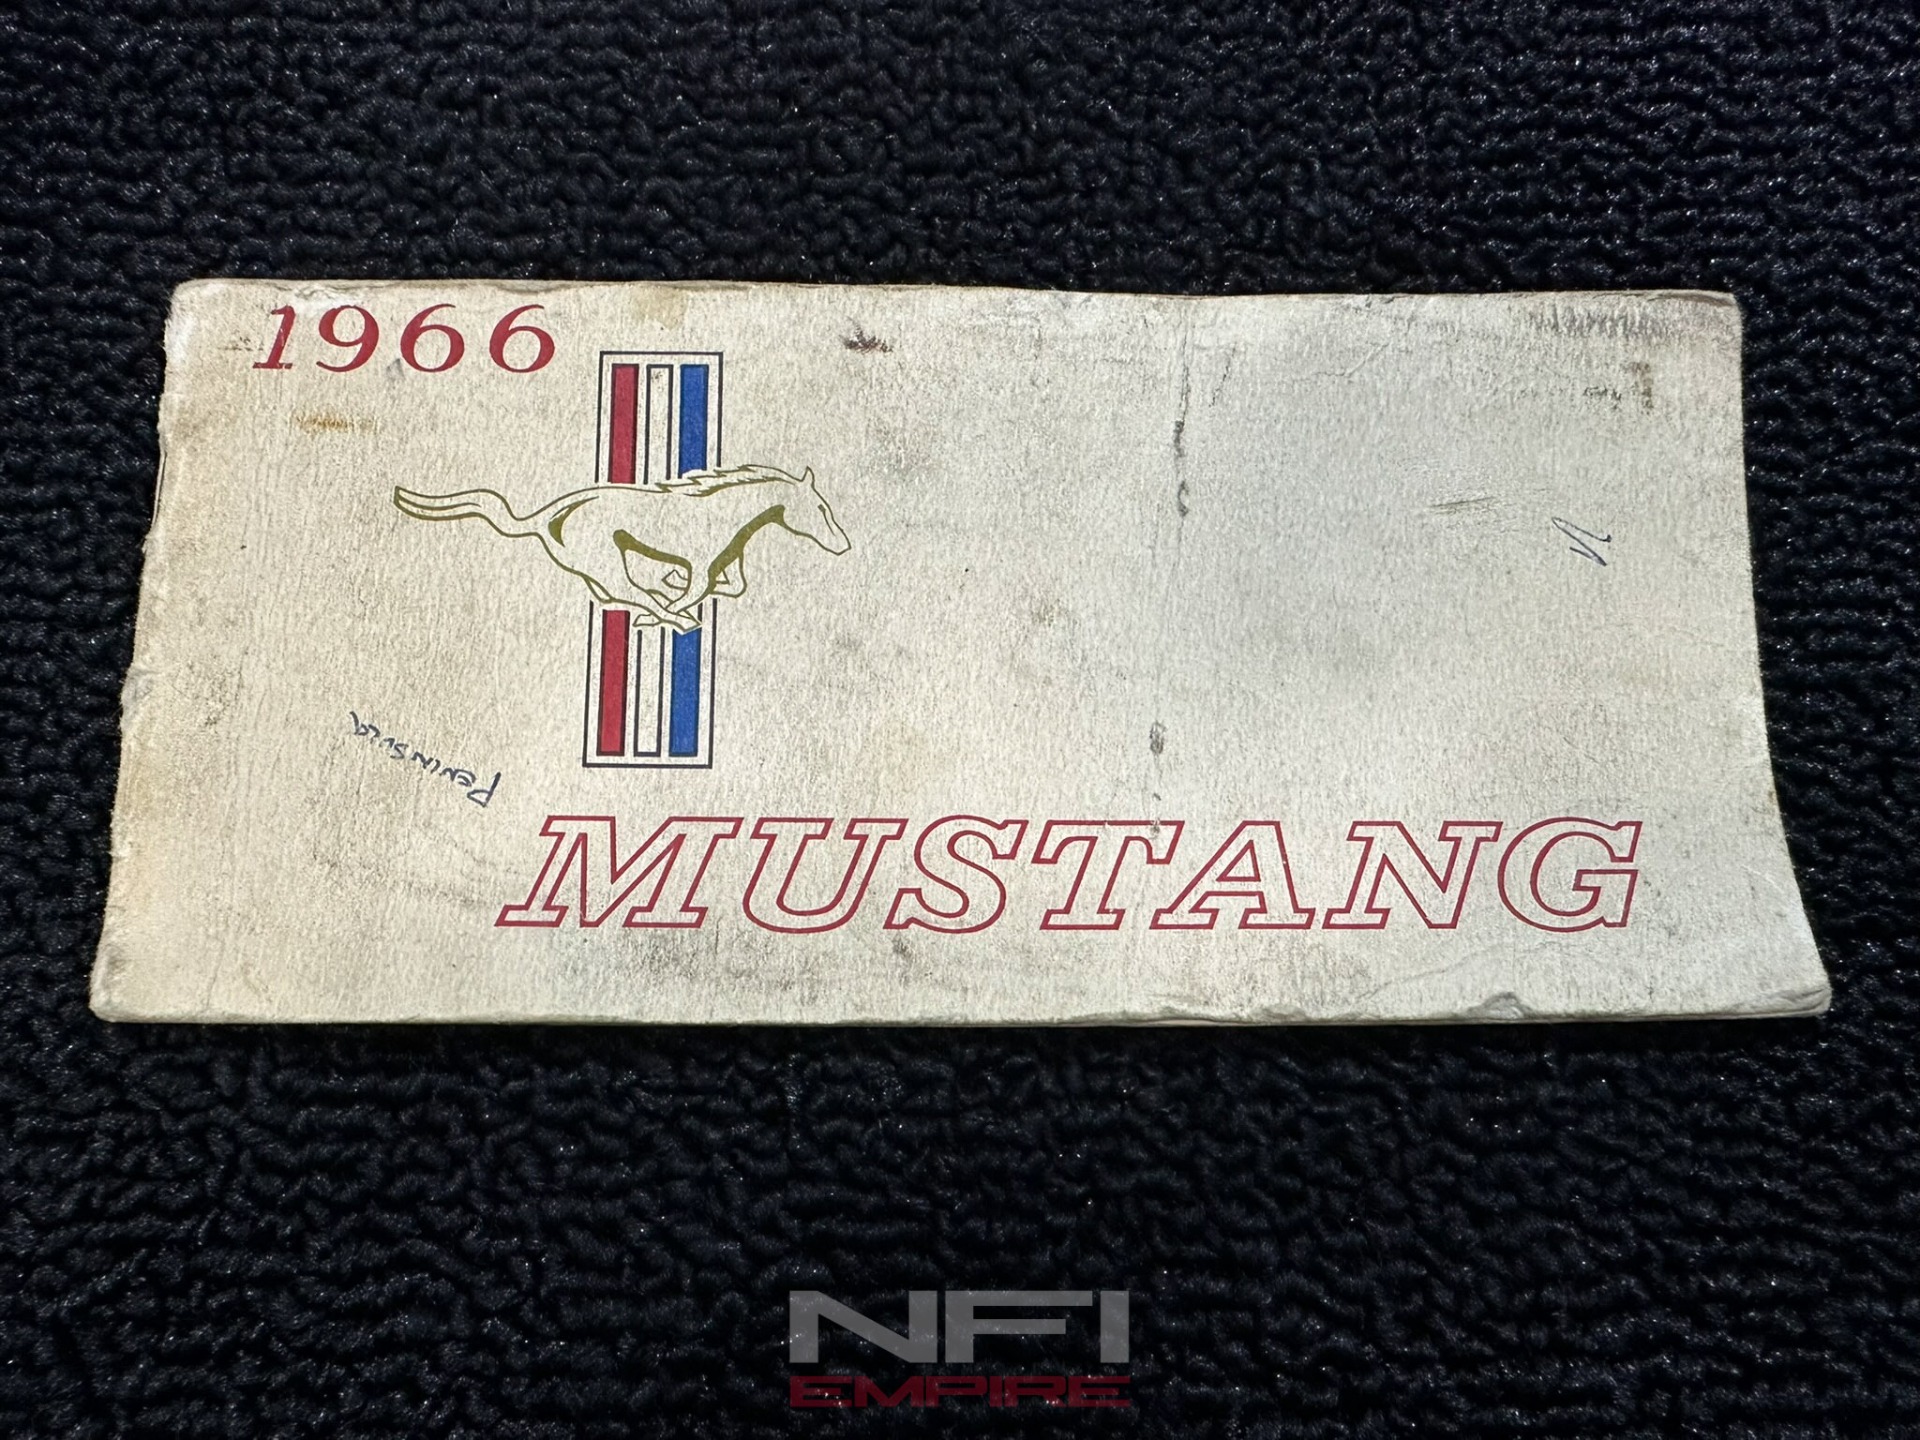 1966
Peninsula
MUSTANG
NFI
EMPIRE